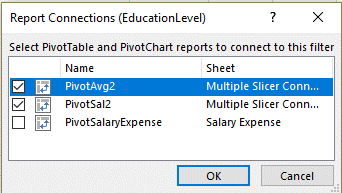 Report Connections (EducationLevel)
Select PivotTable and PivotChart reports to connect to this filter
Name Sheet
PivotAvg2 Multiple Slicer Conn...
PivotSal2 Multiple Slicer Conn...
PivotSalaryExpense Salary Expense
OK Cancel